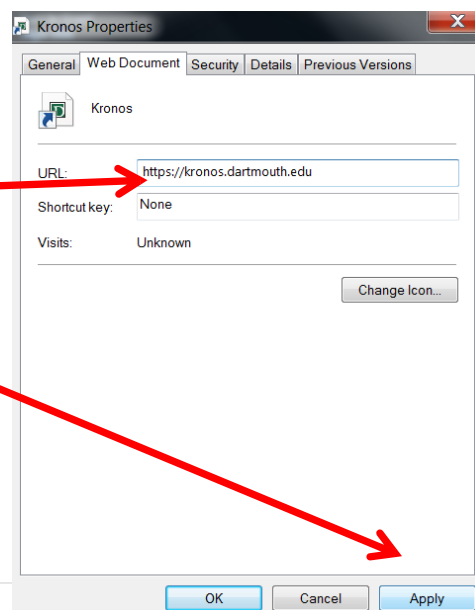 Kronos Properties
General Web Document Security Details Previous Versions
Kronos
URL: https://kronos.dartmouth.edu
Shortcut key: None
Visits: Unknown
Change Icon...
OK Cancel Apply